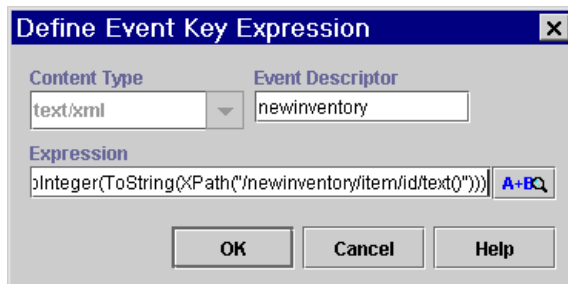 Define Event Key Expression
Content Type Event Descriptor
text/xml newinventory
Expression
Integer(ToString(XPath("/newinventory/item/id/text()"))) A+B
OK Cancel Help